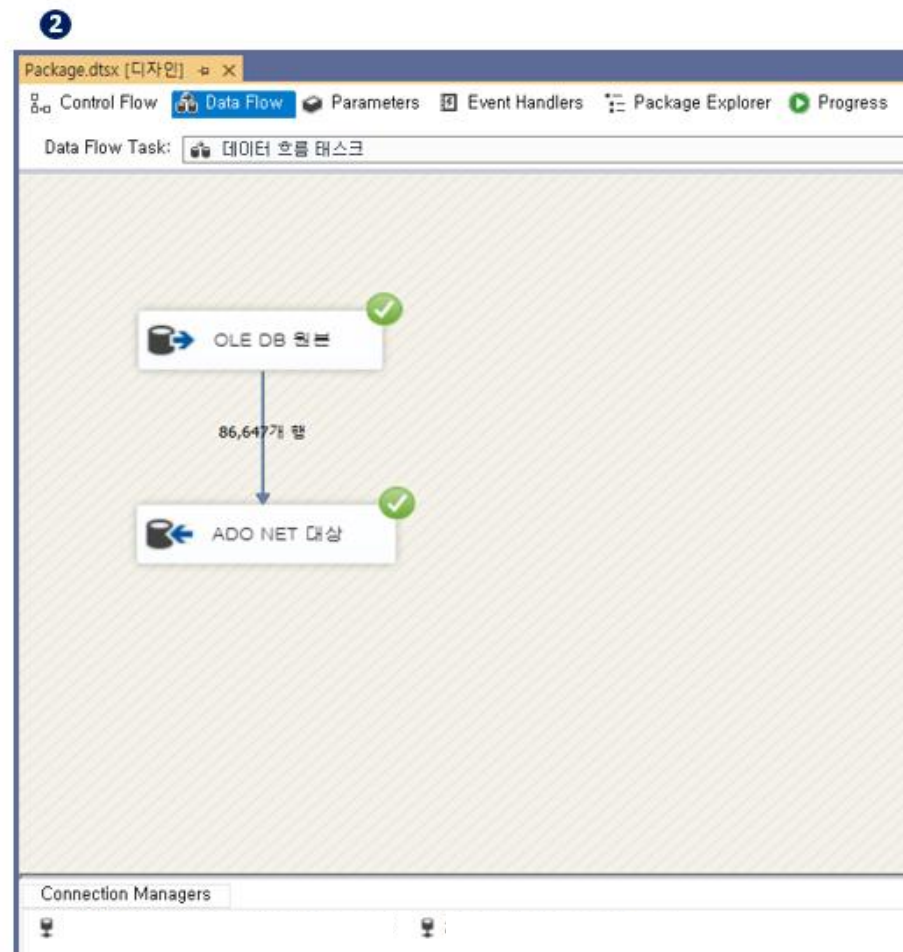 2
Package.dtsx [디자인]
Control Flow Data Flow Parameters Event Handlers Package Explorer Progress
Data Flow Task: 데이터 흐름 태스크
OLE DB 원본
86,647개 행
ADO NET 대상
Connection Managers